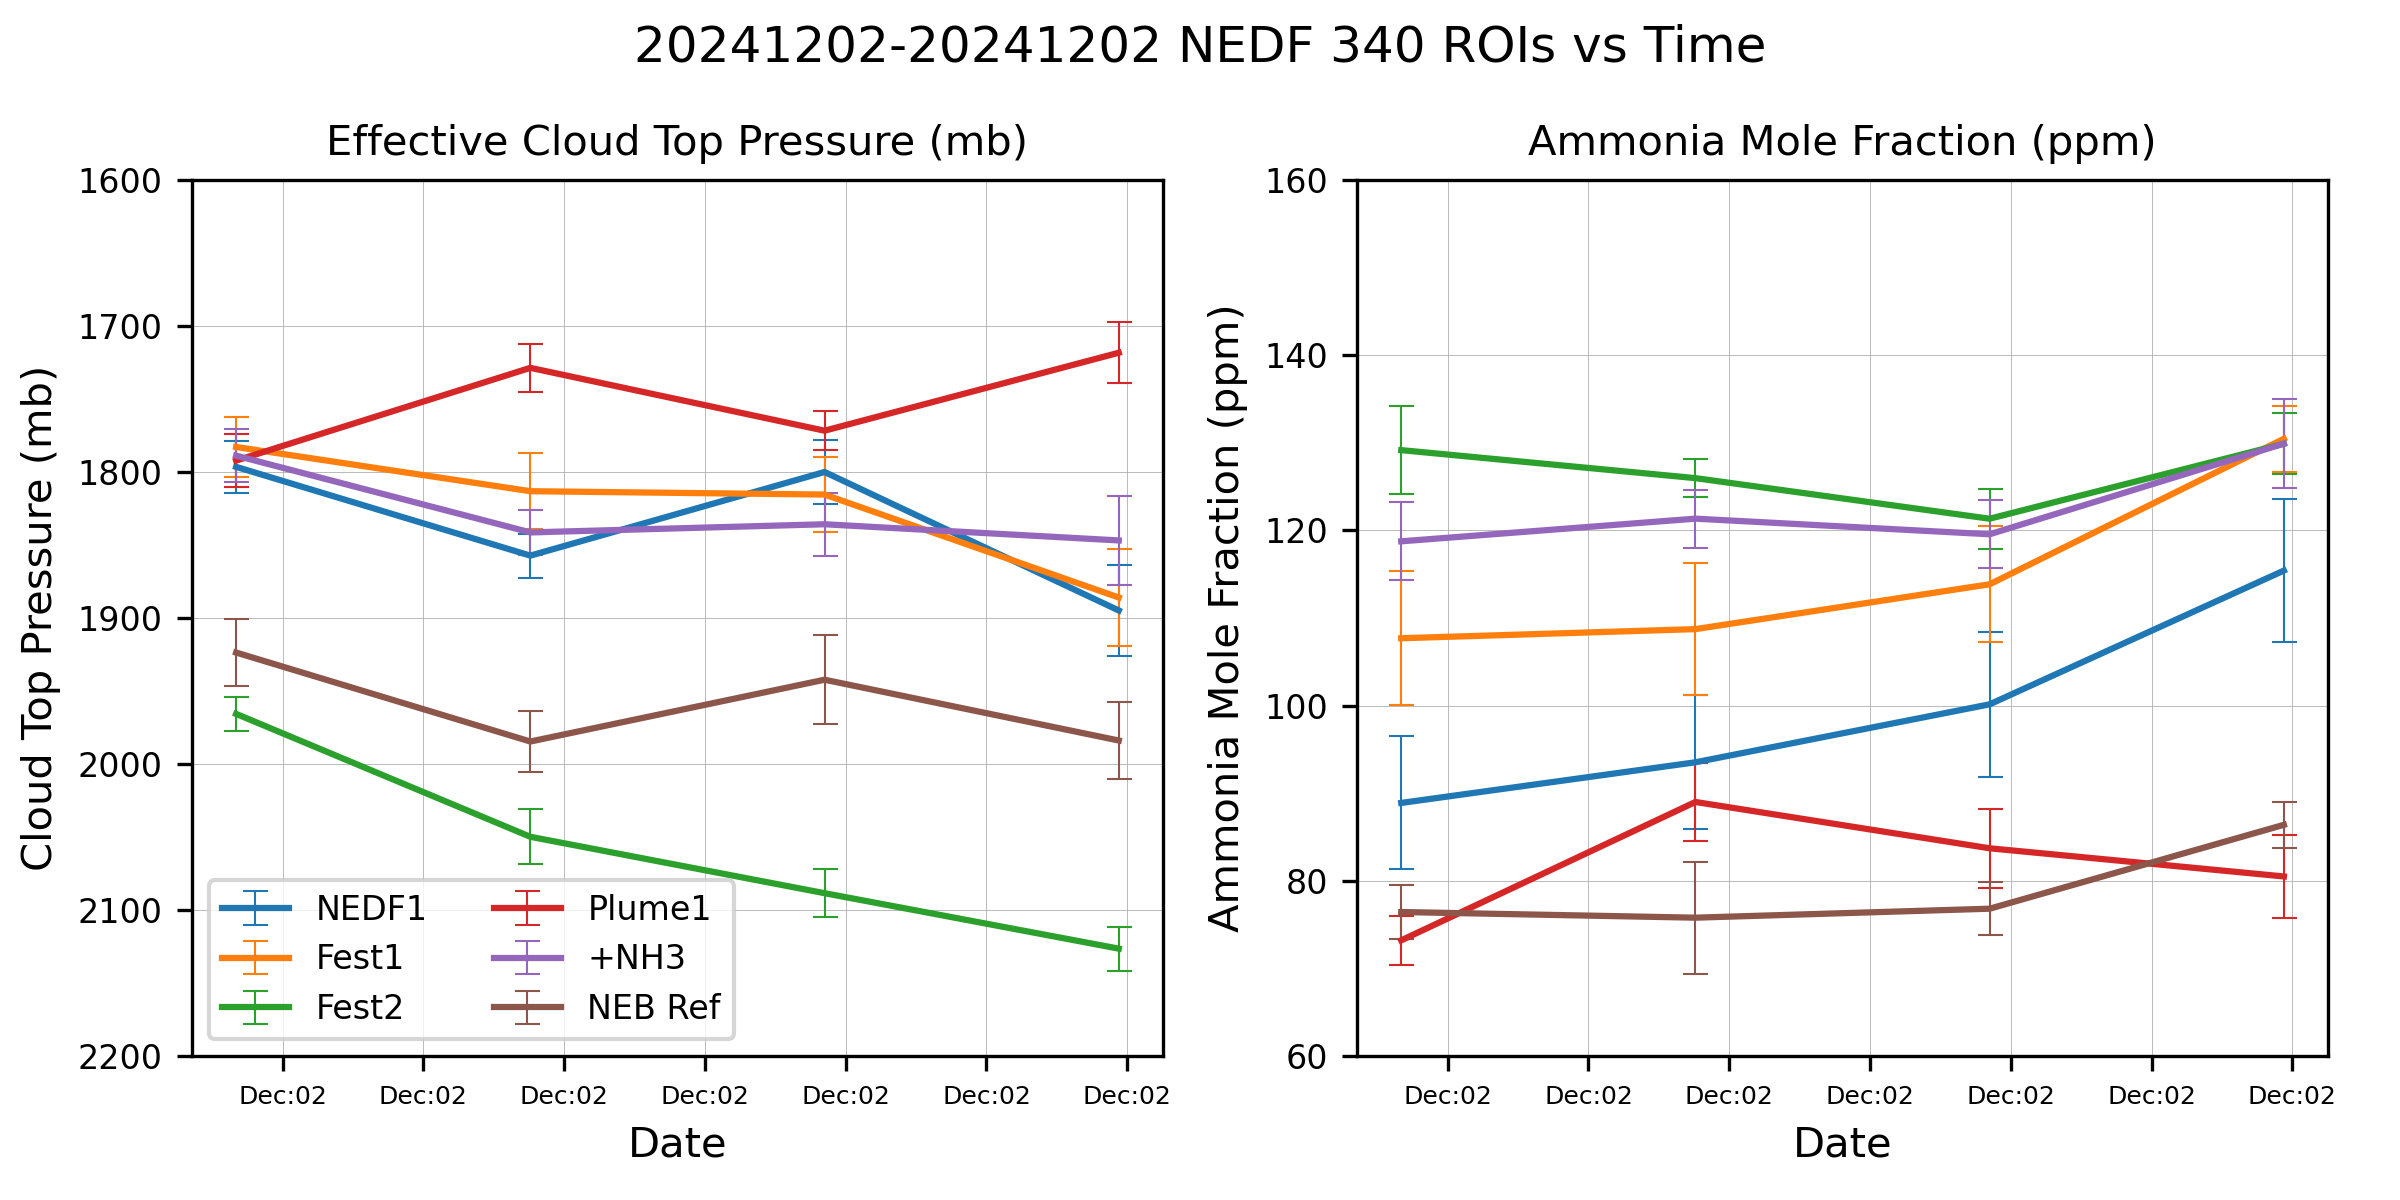 20241202-20241202 NEDF 340 ROIs vs Time
Effective Cloud Top Pressure (mb)
Cloud Top Pressure (mb)
1600
1700
1800
1900
2000
2100
2200
NEDF1
Fest1
Fest2
Plume1
+NH3
NEB Ref
Dec:02 Dec:02 Dec:02 Dec:02 Dec:02 Dec:02 Dec:02
Date
Ammonia Mole Fraction (ppm)
Ammonia Mole Fraction (ppm)
160
140
120
100
80
60
Dec:02 Dec:02 Dec:02 Dec:02 Dec:02 Dec:02 Dec:02
Date